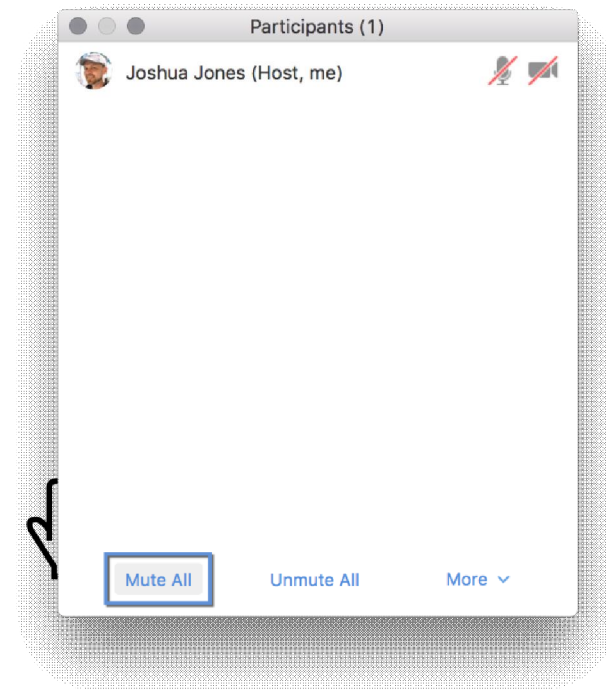 Participants (1)
Joshua Jones (Host, me)
Mute All Unmute All More